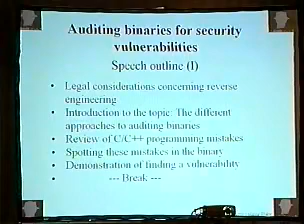 Auditing binaries for security
vulnerabilities
Speech outline (I)
• Legal considerations concerning reverse
engineering
• Introduction to the topic: The different
approaches to auditing binaries
• Review of C/C++ programming mistakes
• Spotting these mistakes in the binary
• Demonstration of finding a vulnerability
• --- Break ---